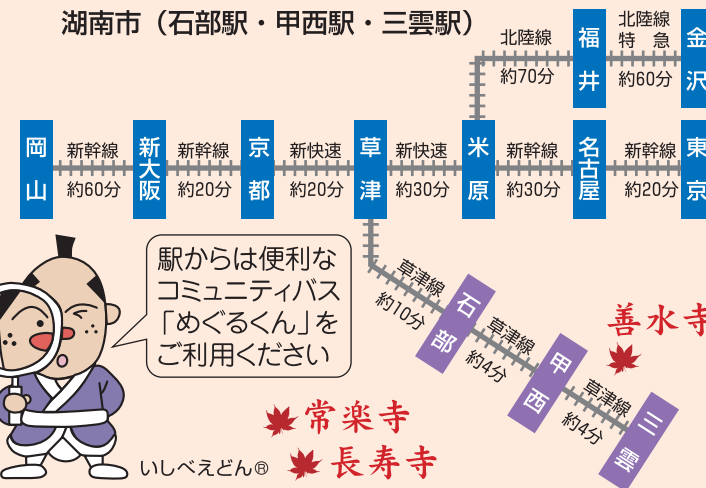 湖南市（石部駅・甲西駅・三雲駅）
北陸線
約70分
福井
北陸線
特急
約60分
金沢
岡山
新幹線
約60分
新大阪
新幹線
約20分
京都
新快速
約20分
草津
新快速
約30分
米原
新幹線
約30分
名古屋
新幹線
約20分
東京
草津線
約10分
石部
草津線
約4分
甲西
草津線
約4分
三雲
駅からは便利な
コミュニティバス
「めぐるくん」を
ご利用ください
善水寺
常楽寺
長寿寺
いしべえどん®